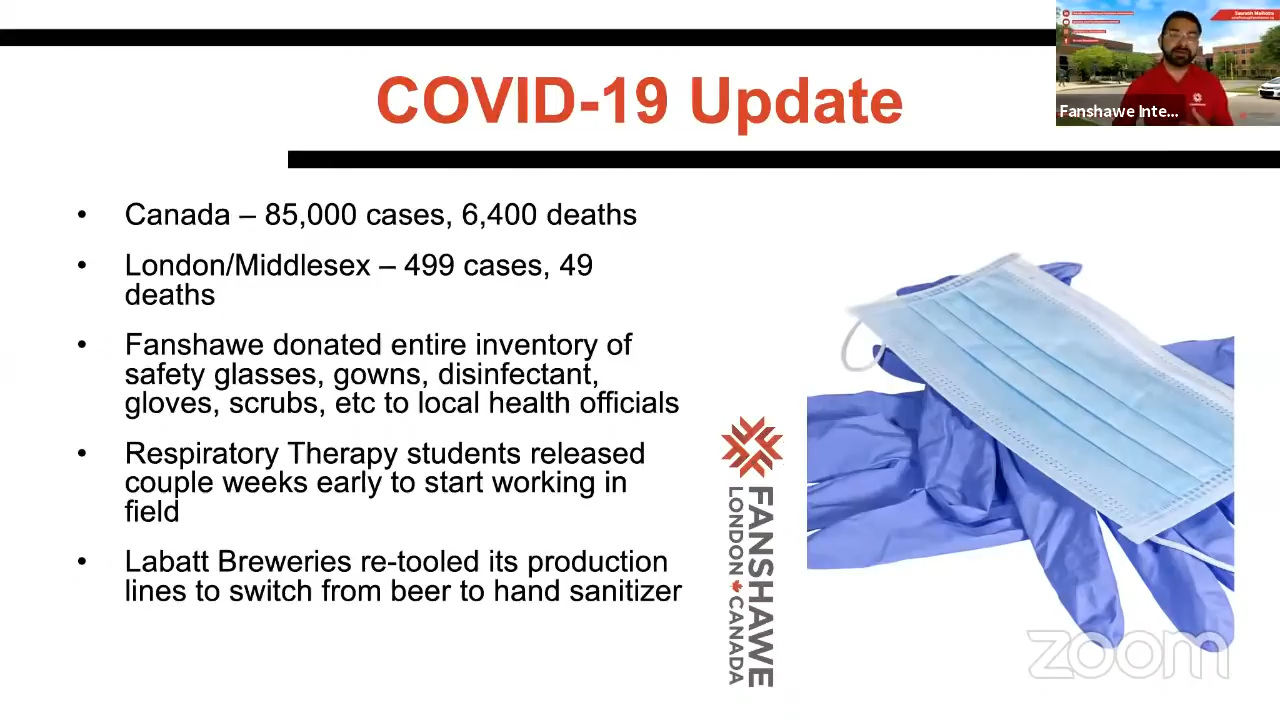 COVID-19 Update
Fanshawe Inte...
• Canada – 85,000 cases, 6,400 deaths
• London/Middlesex – 499 cases, 49
deaths
• Fanshawe donated entire inventory of
safety glasses, gowns, disinfectant,
gloves, scrubs, etc to local health officials
• Respiratory Therapy students released
couple weeks early to start working in
field
• Labatt Breweries re-tooled its production
lines to switch from beer to hand sanitizer
FANSHAWE
LONDON CANADA
zoom